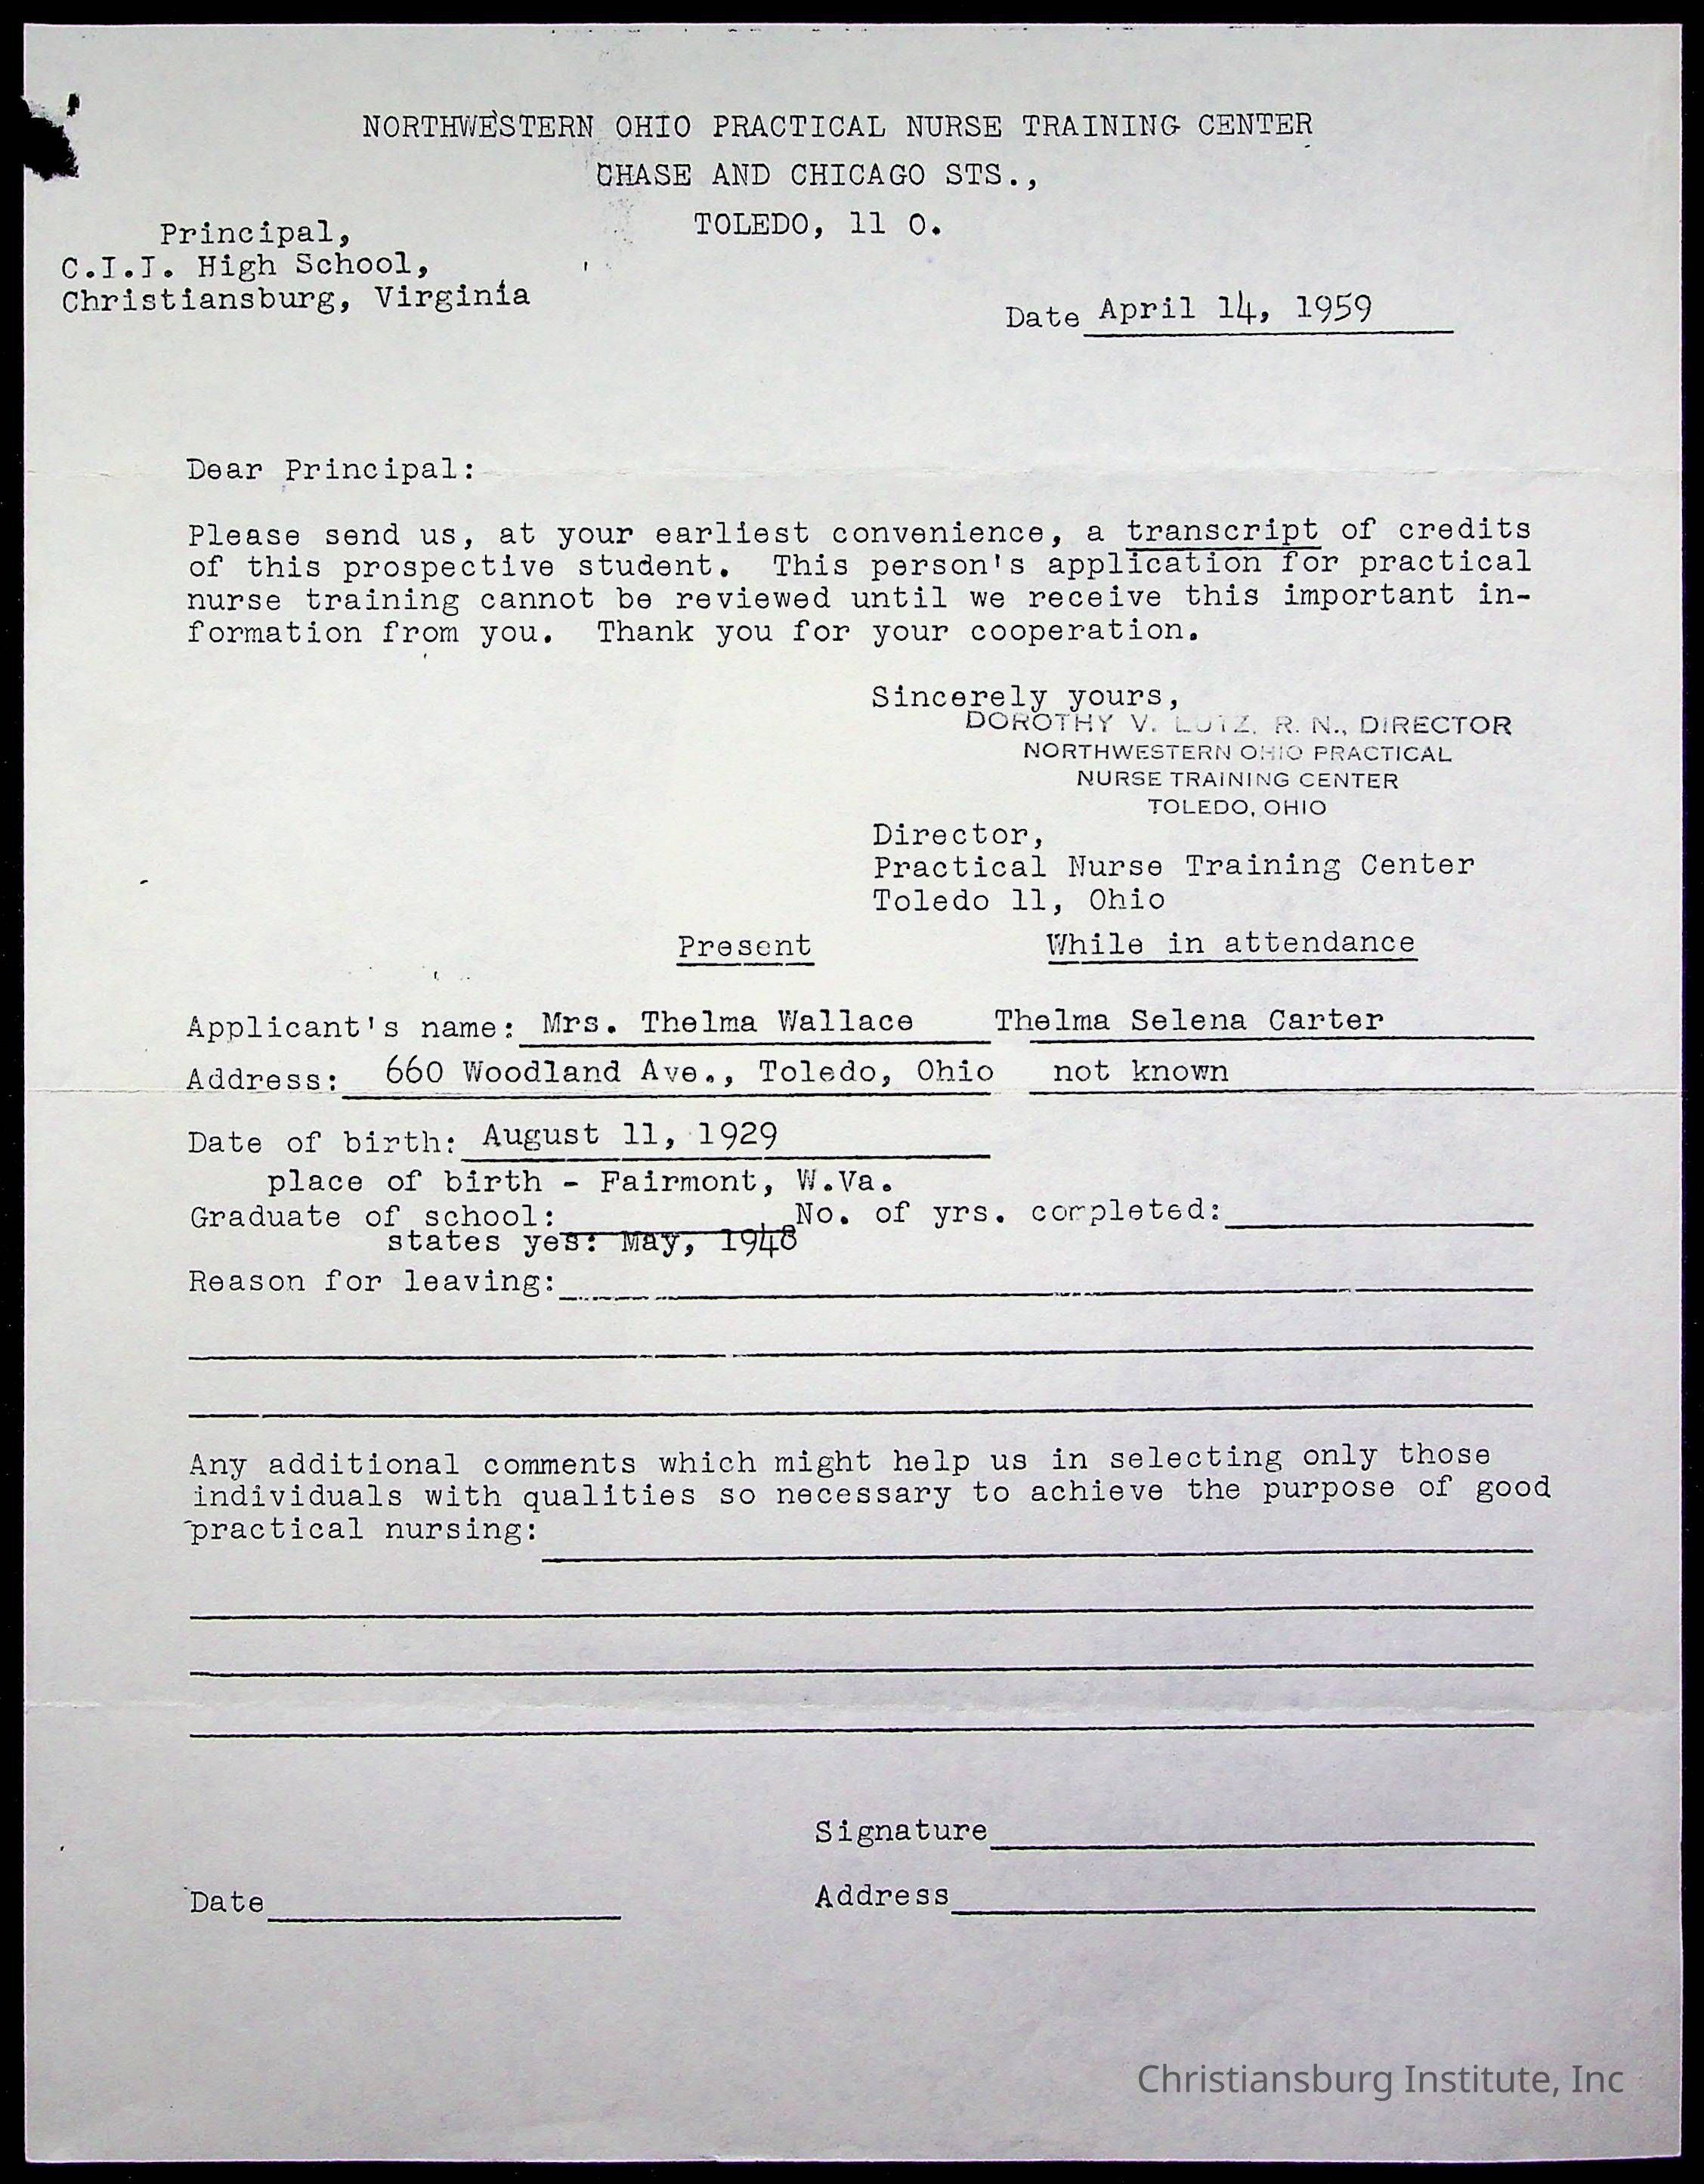 NORTHWESTERN OHIO PRACTICAL NURSE TRAINING CENTER
CHASE AND CHICAGO STS.,
TOLEDO, 11 O.
Principal,
C.I.I. High School,
Christiansburg, Virginia
Date April 14, 1959
Dear Principal:
Please send us, at your earliest convenience, a transcript of credits
of this prospective student. This person's application for practical
nurse training cannot be reviewed until we receive this important in-
formation from you. Thank you for your cooperation.
Sincerely yours,
DOROTHY V. LUTZ, R. N., DIRECTOR
NORTHWESTERN OHIO PRACTICAL
NURSE TRAINING CENTER
TOLEDO, OHIO
Director,
Practical Nurse Training Center
Toledo 11, Ohio
Present While in attendance
Applicant's name: Mrs. Thelma Wallace Thelma Selena Carter
Address: 660 Woodland Ave., Toledo, Ohio not known
Date of birth: August 11, 1929
place of birth - Fairmont, W.Va.
Graduate of school: No. of yrs. completed:
states yes: May, 1948
Reason for leaving:
Any additional comments which might help us in selecting only those
individuals with qualities so necessary to achieve the purpose of good
practical nursing:
Signature
Date Address
Christiansburg Institute, Inc